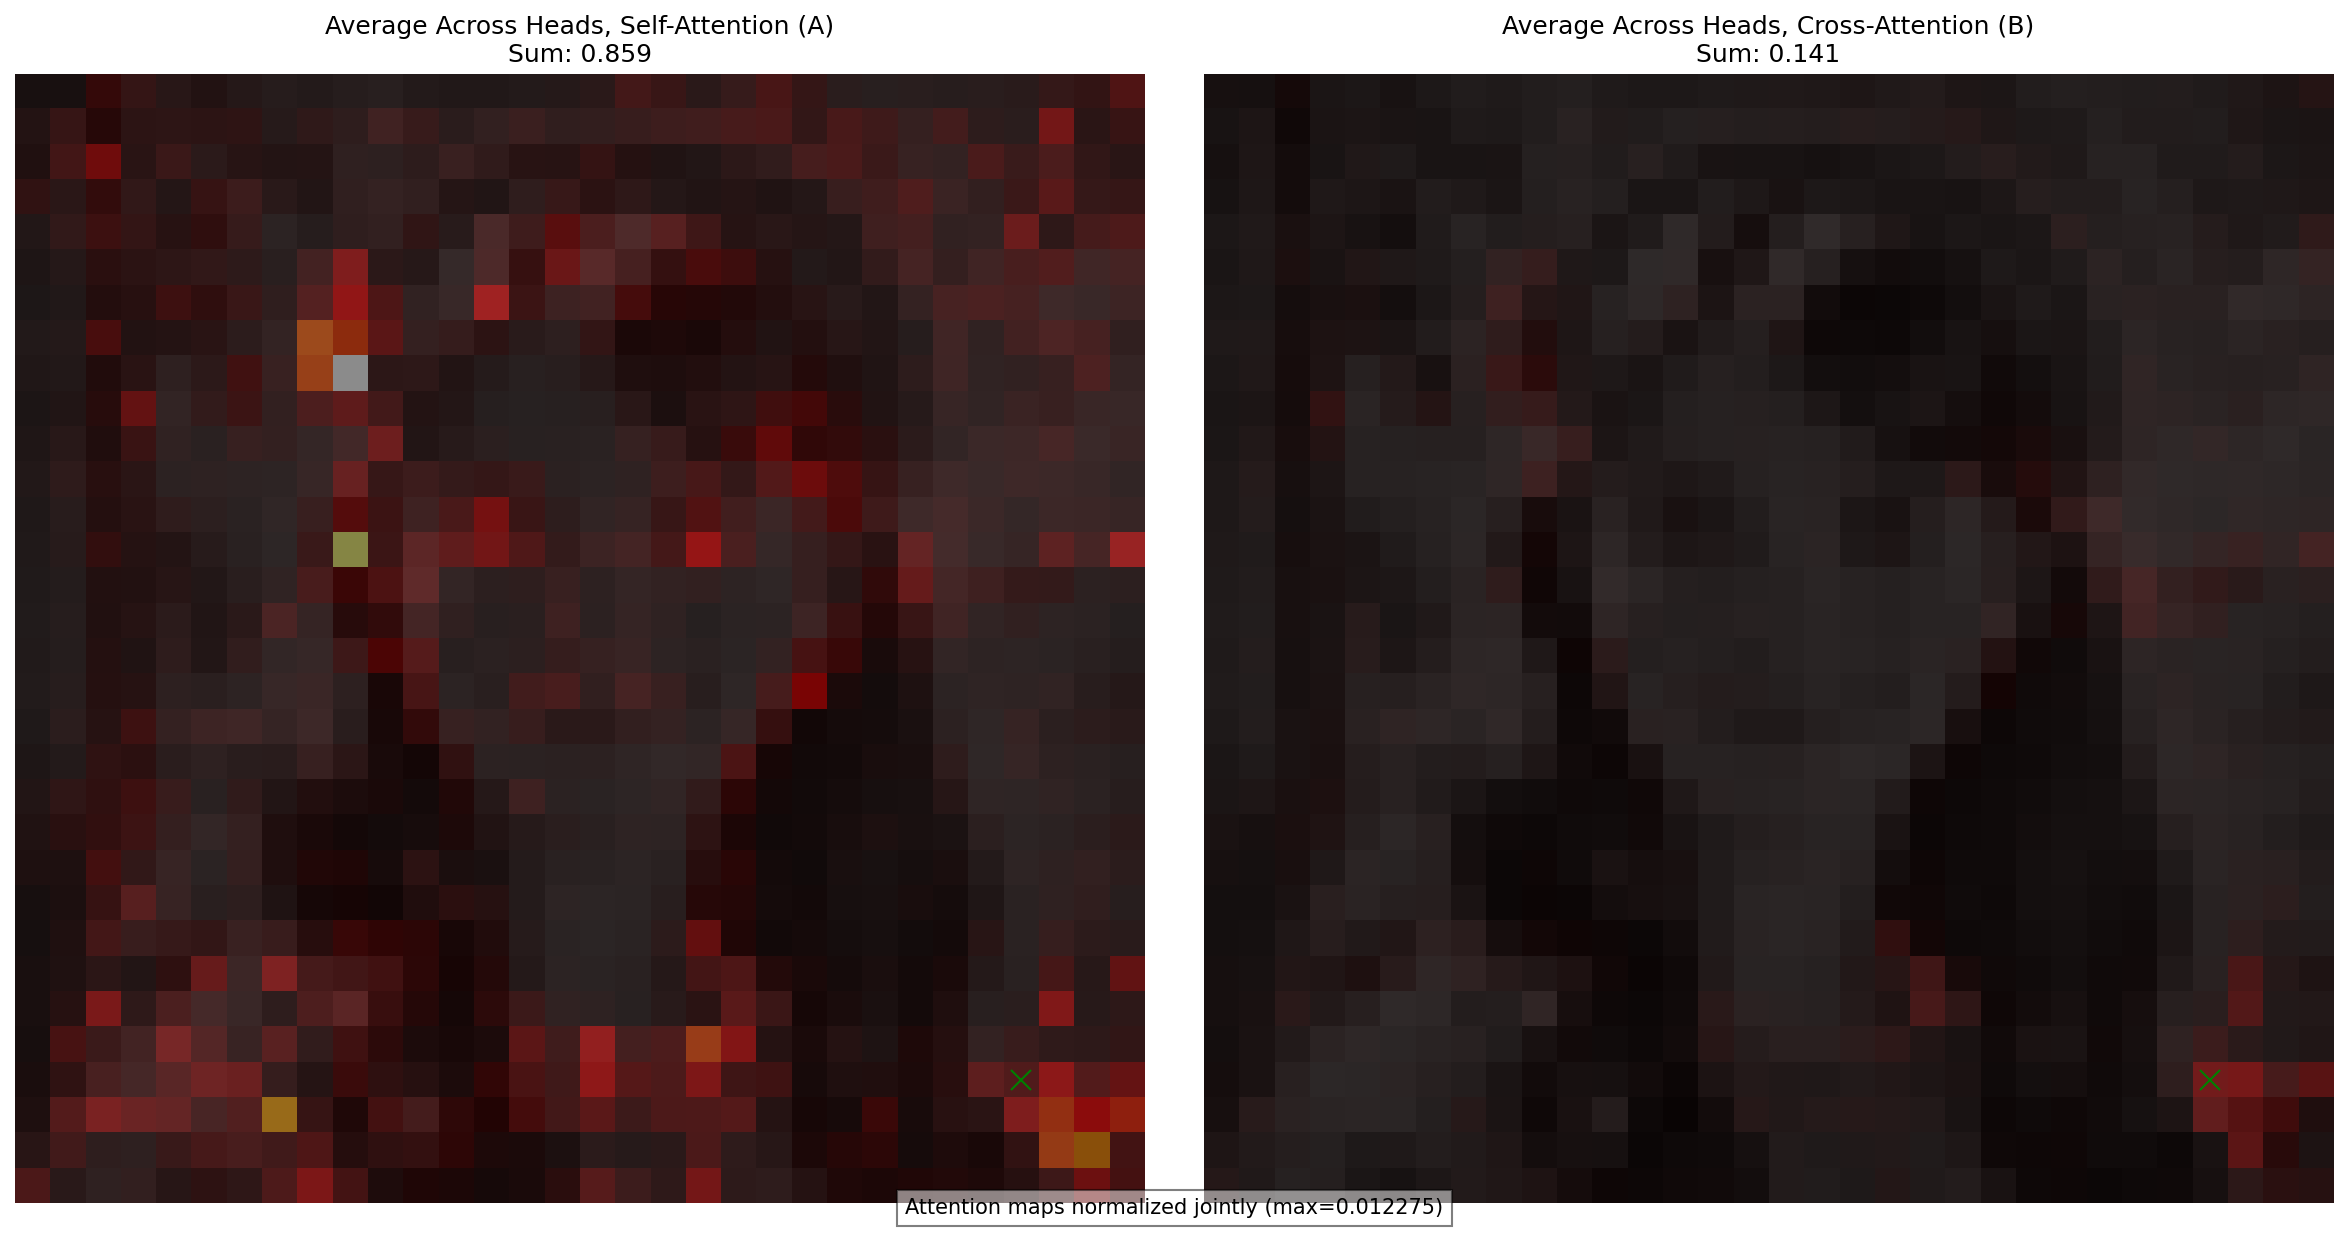 Average Across Heads, Self-Attention (A)
Sum: 0.859
Average Across Heads, Cross-Attention (B)
Sum: 0.141
Attention maps normalized jointly (max=0.012275)